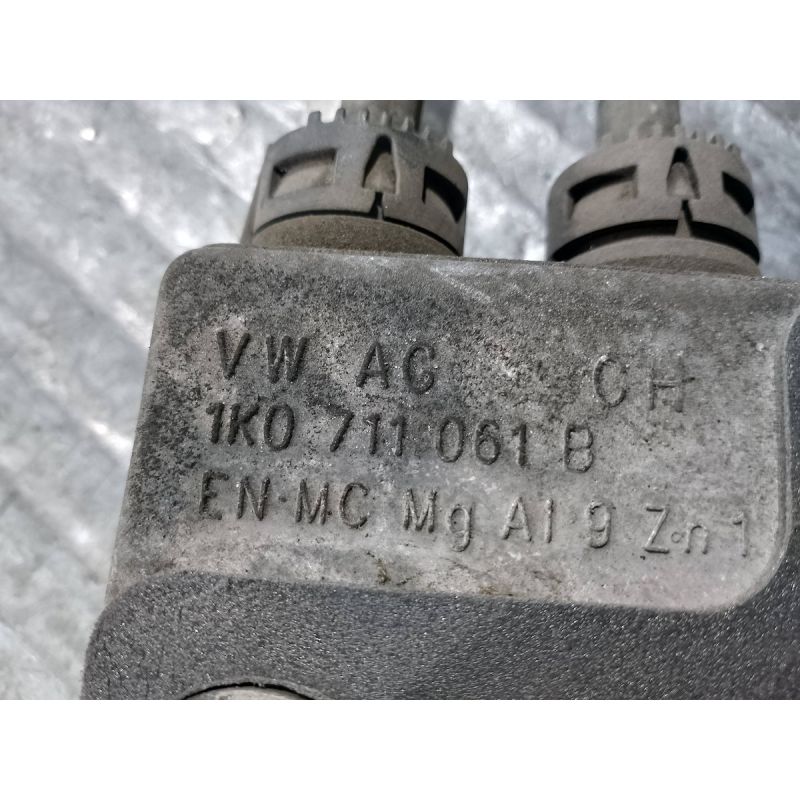 VW AG CH
1K0 711 061 B
EN-MC Mg Al 9 Zn 1